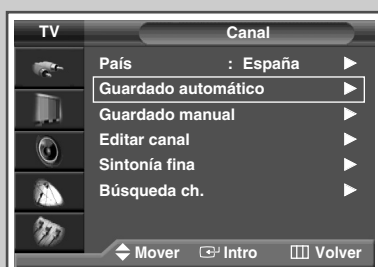 TV Canal
País : España
Guardado automático
Guardado manual
Editar canal
Sintonía fina
Búsqueda ch.
Mover Intro Volver